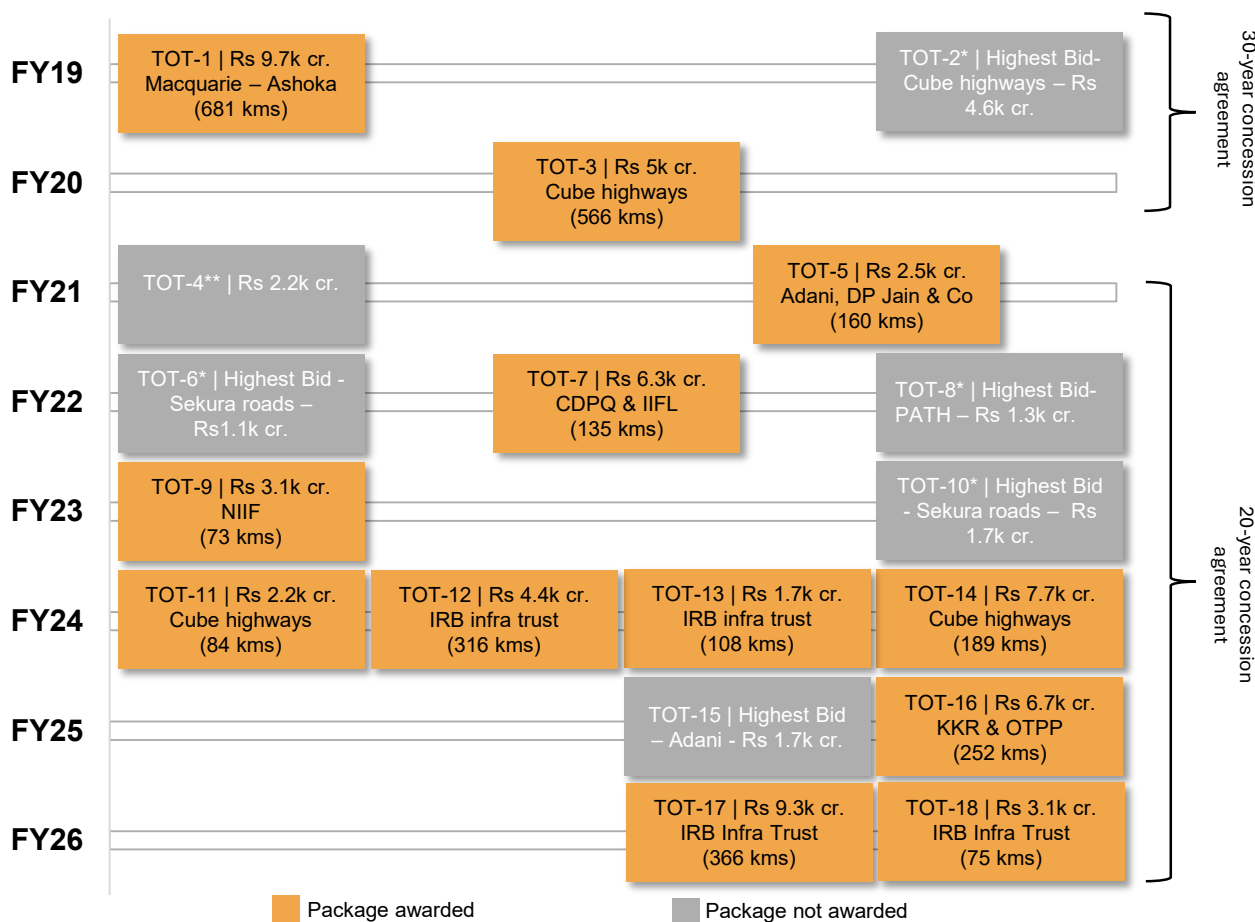 FY19
TOT-1 | Rs 9.7k cr.
Macquarie – Ashoka
(681 kms)
TOT-2* | Highest Bid-
Cube highways – Rs
4.6k cr.
30-year concession
agreement
FY20
TOT-3 | Rs 5k cr.
Cube highways
(566 kms)
FY21
TOT-4** | Rs 2.2k cr.
TOT-5 | Rs 2.5k cr.
Adani, DP Jain & Co
(160 kms)
FY22
TOT-6* | Highest Bid -
Sekura roads –
Rs1.1k cr.
TOT-7 | Rs 6.3k cr.
CDPQ & IIFL
(135 kms)
TOT-8* | Highest Bid-
PATH – Rs 1.3k cr.
FY23
TOT-9 | Rs 3.1k cr.
NIIF
(73 kms)
TOT-10* | Highest Bid
- Sekura roads – Rs
1.7k cr.
20-year concession
agreement
FY24
TOT-11 | Rs 2.2k cr.
Cube highways
(84 kms)
TOT-12 | Rs 4.4k cr.
IRB infra trust
(316 kms)
TOT-13 | Rs 1.7k cr.
IRB infra trust
(108 kms)
TOT-14 | Rs 7.7k cr.
Cube highways
(189 kms)
FY25
TOT-15 | Highest Bid
– Adani - Rs 1.7k cr.
TOT-16 | Rs 6.7k cr.
KKR & OTPP
(252 kms)
FY26
TOT-17 | Rs 9.3k cr.
IRB Infra Trust
(366 kms)
TOT-18 | Rs 3.1k cr.
IRB Infra Trust
(75 kms)
Package awarded
Package not awarded